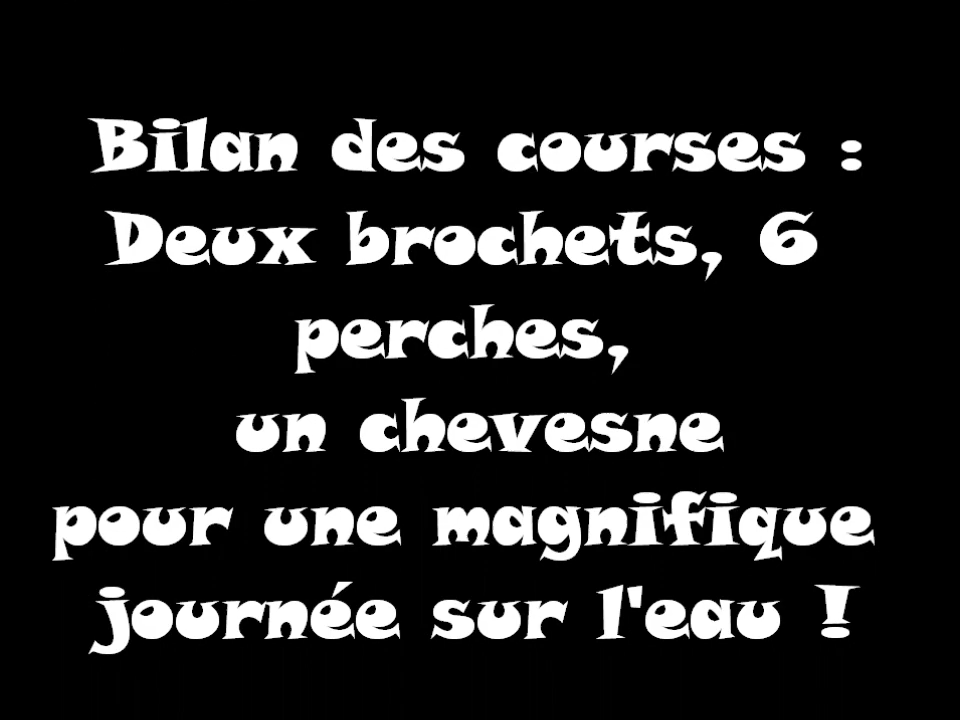 Bilan des courses :
Deux brochets, 6
perches,
un chevesne
pour une magnifique
journée sur l'eau !